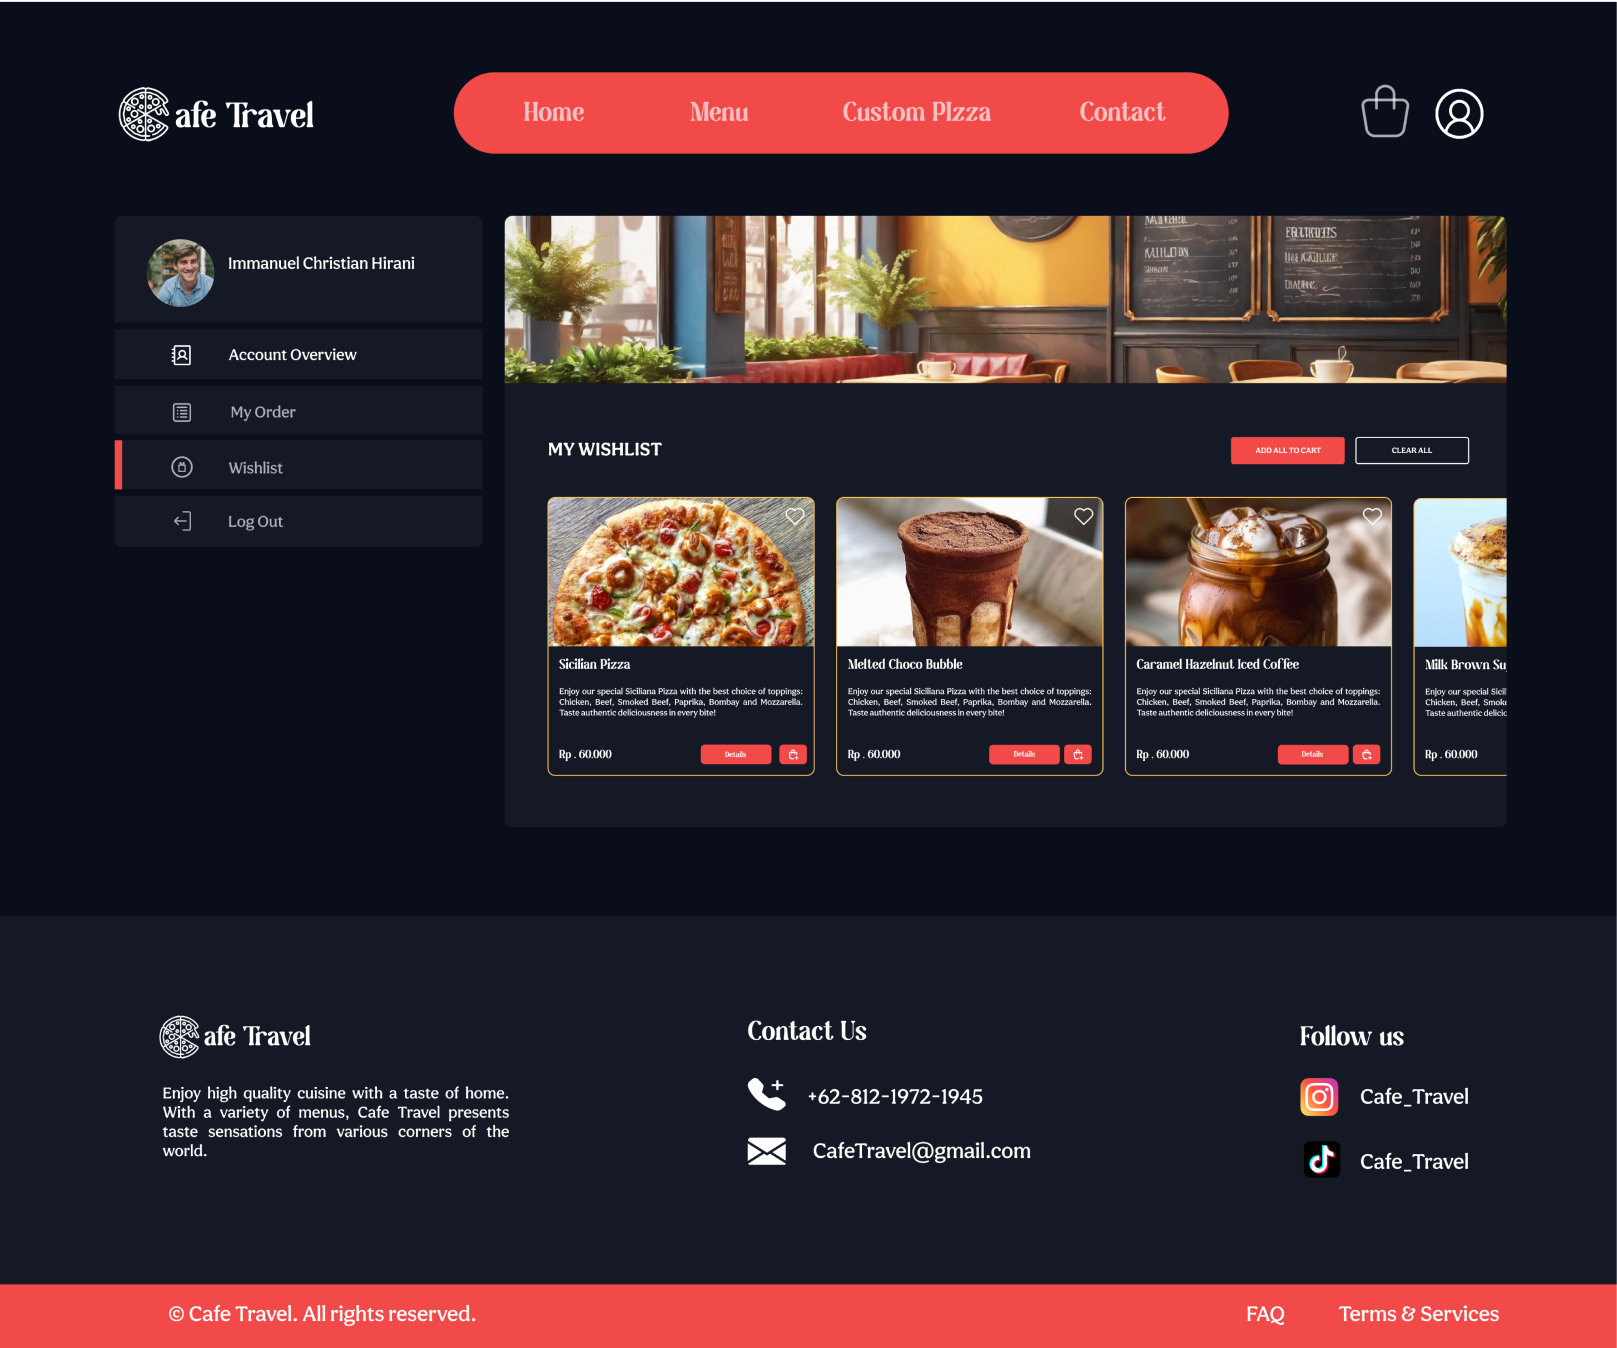 afe Travel
Home
Menu
Custom PIzza
Contact
Immanuel Christian Hirani
Account Overview
My Order
Wishlist
Log Out
MY WISHLIST
ADD ALL TO CART
CLEAR ALL
Sicilian Pizza
Enjoy our special Siciliana Pizza with the best choice of toppings:
Chicken, Beef, Smoked Beef, Paprika, Bombay and Mozzarella.
Taste authentic deliciousness in every bite!
Rp . 60.000
Details
Melted Choco Bubble
Enjoy our special Siciliana Pizza with the best choice of toppings:
Chicken, Beef, Smoked Beef, Paprika, Bombay and Mozzarella.
Taste authentic deliciousness in every bite!
Rp . 60.000
Details
Caramel Hazelnut Iced Coffee
Enjoy our special Siciliana Pizza with the best choice of toppings:
Chicken, Beef, Smoked Beef, Paprika, Bombay and Mozzarella.
Taste authentic deliciousness in every bite!
Rp . 60.000
Details
Milk Brown Su
Enjoy our special Sicil
Chicken, Beef, Smoke
Taste authentic delicio
Rp . 60.000
afe Travel
Enjoy high quality cuisine with a taste of home.
With a variety of menus, Cafe Travel presents
taste sensations from various corners of the
world.
Contact Us
+62-812-1972-1945
CafeTravel@gmail.com
Follow us
Cafe_Travel
Cafe_Travel
© Cafe Travel. All rights reserved.
FAQ
Terms & Services